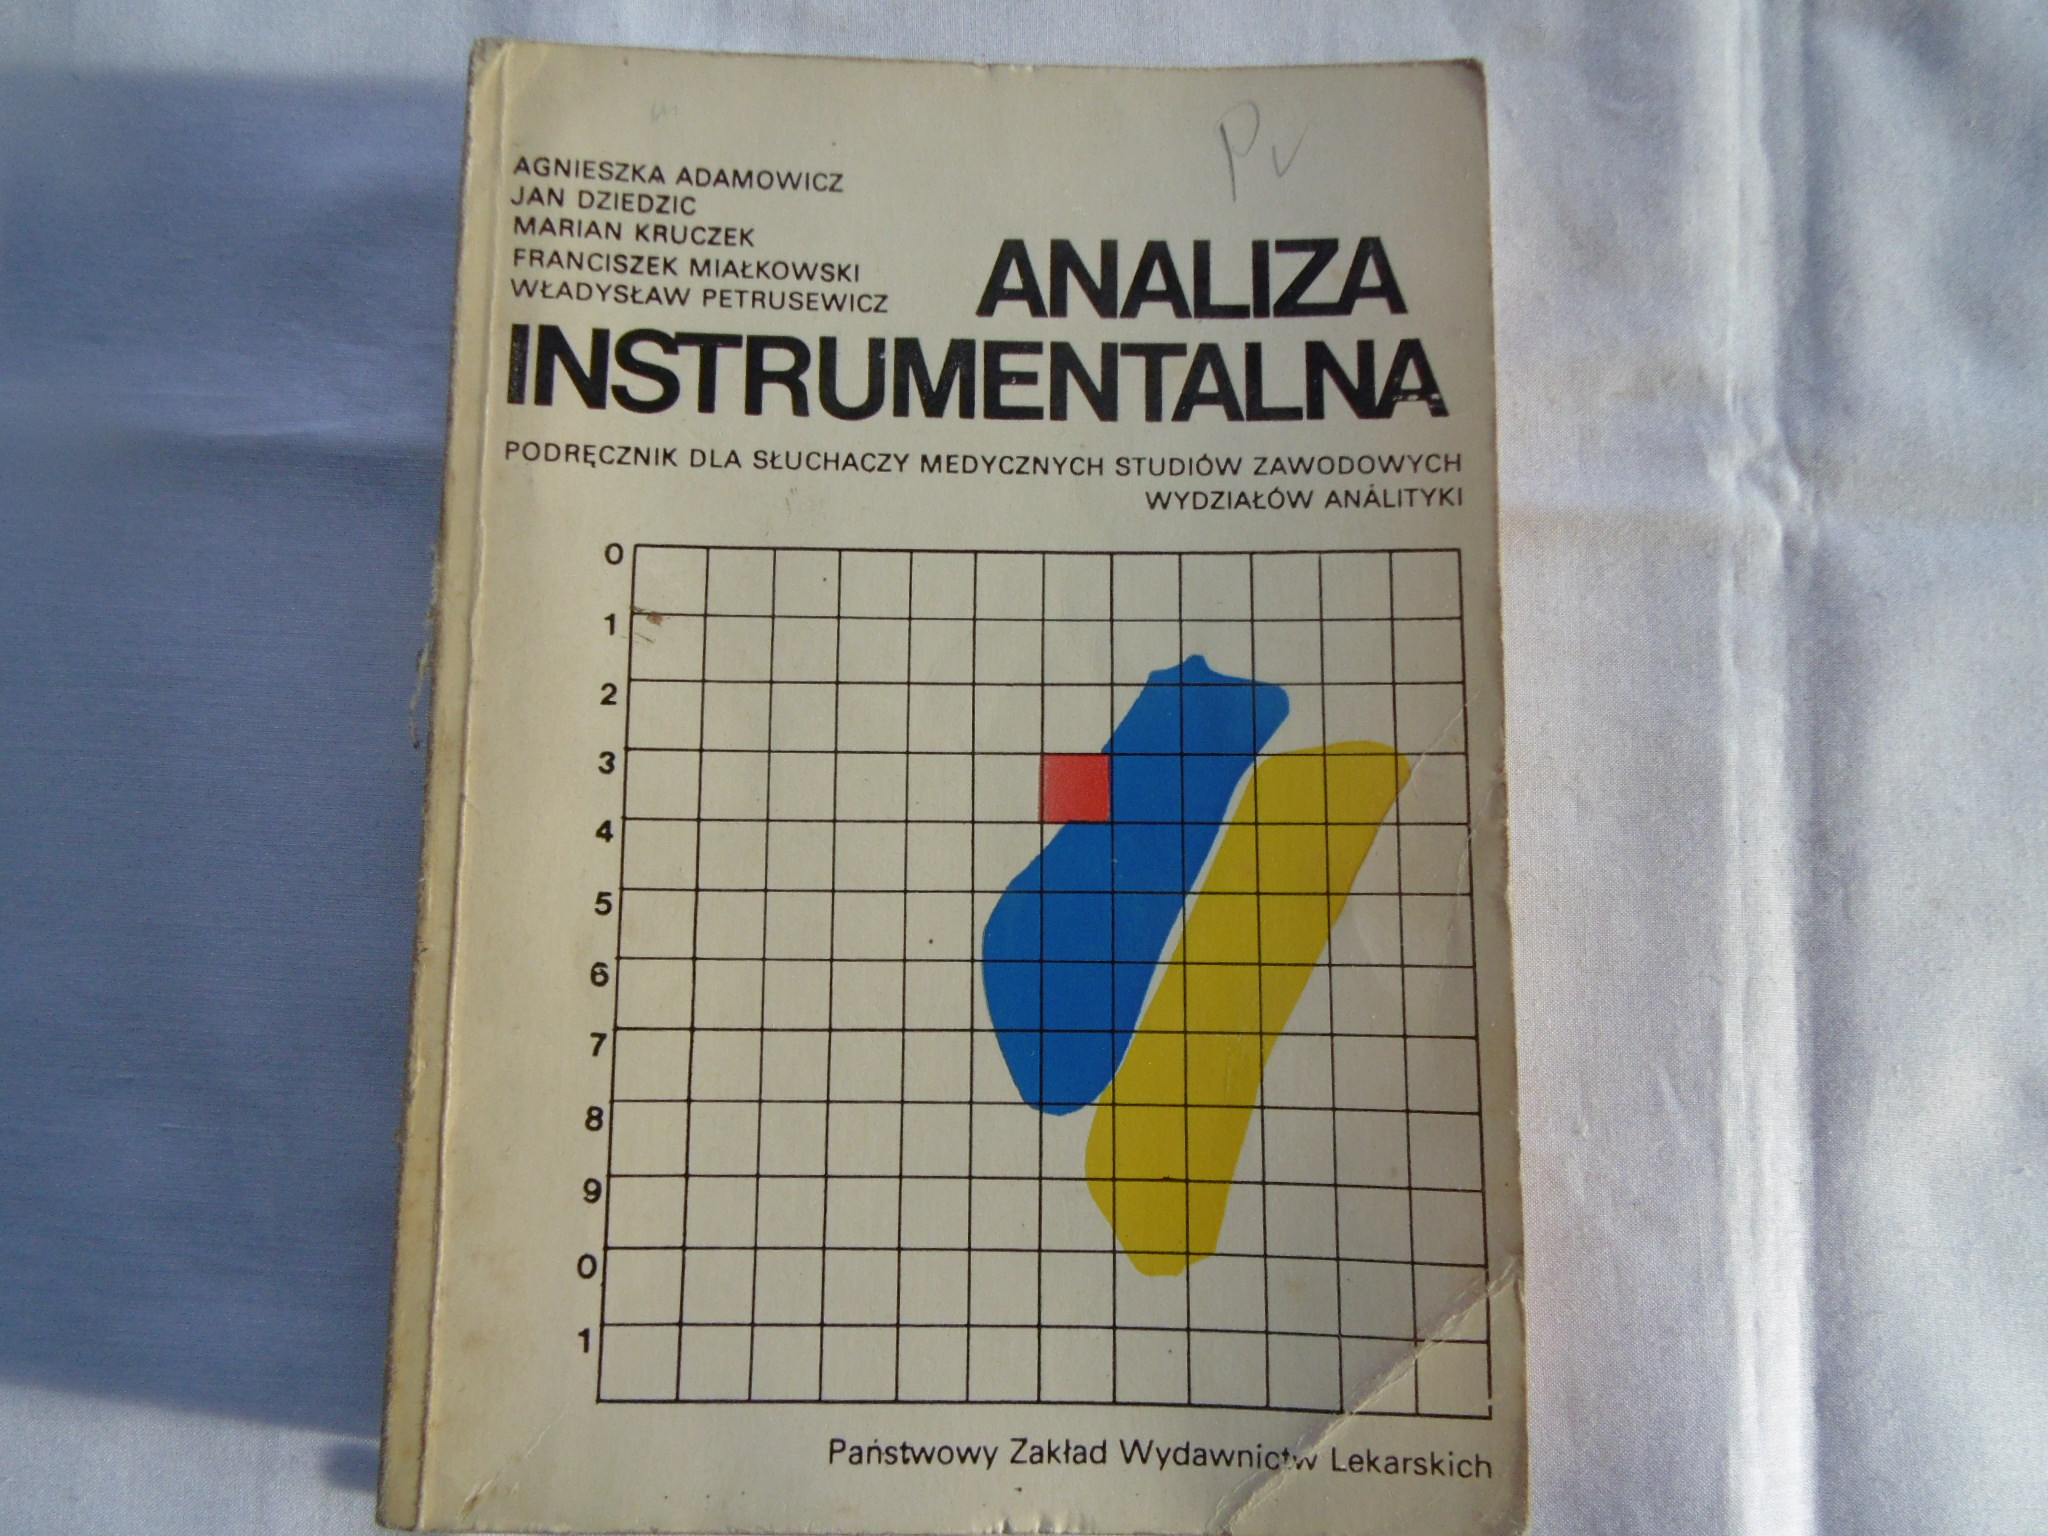 AGNIESZKA ADAMOWICZ
JAN DZIEDZIC
MARIAN KRUCZEK
FRANCISZEK MIAŁKOWSKI
WŁADYSŁAW PETRUSEWICZ
ANALIZA
INSTRUMENTALNA
PODRĘCZNIK DLA SŁUCHACZY MEDYCZNYCH STUDIÓW ZAWODOWYCH
WYDZIAŁÓW ANALITYKI
0
1
2
3
4
5
6
7
8
9
0
1
Państwowy Zakład Wydawnictw Lekarskich